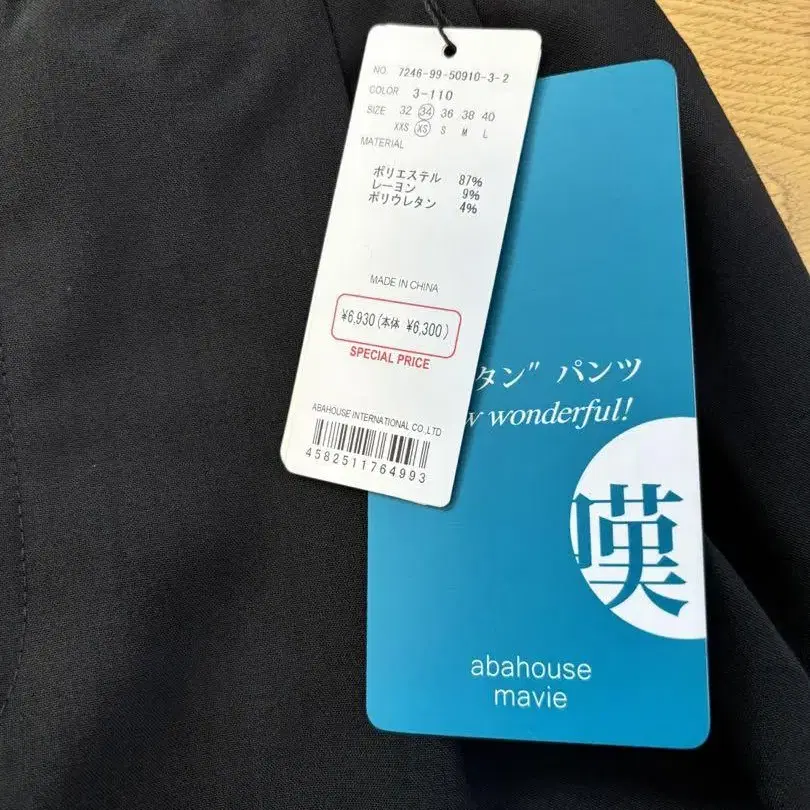 NO. 7246-99-50910-3-2
COLOR 3-110
SIZE 32 34 36 38 40
XXS XS S M L
MATERIAL
ポリエステル 87%
レーヨン 9%
ポリウレタン 4%
MADE IN CHINA
¥6,930(本体 ¥6,300)
SPECIAL PRICE
ABAHOUSE INTERNATIONAL CO.,LTD
4582511764993
タン" パンツ
wonderful!
嘆
abahouse
mavie